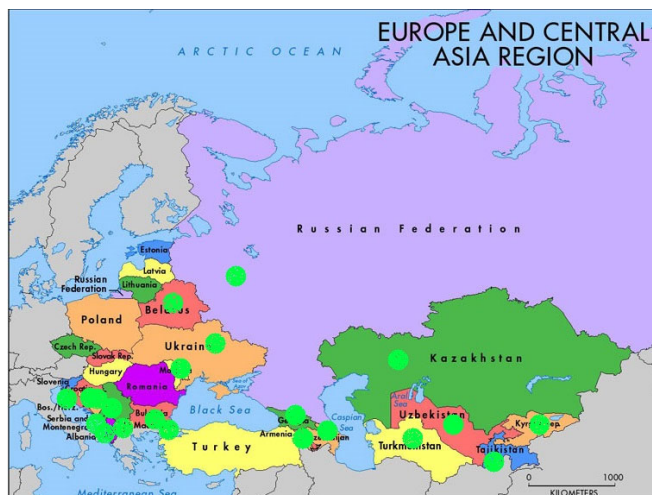 EUROPE AND CENTRAL
ASIA REGION
ARCTIC OCEAN
Russian Federation
Estonia
Latvia
Lithuania
Russian
Federation
Poland
Czech Rep.
Slovak Rep.
Hungary
Slovenia
Romania
Kazakhstan
Aral
Sea
Black Sea
Caspian
Sea
Uzbekistan
Serbia and
Montenegro
Albania
Armenia
Turkey
Turkmenistan
Tajikistan
Mediterranean Sea
0 1000
KILOMETERS